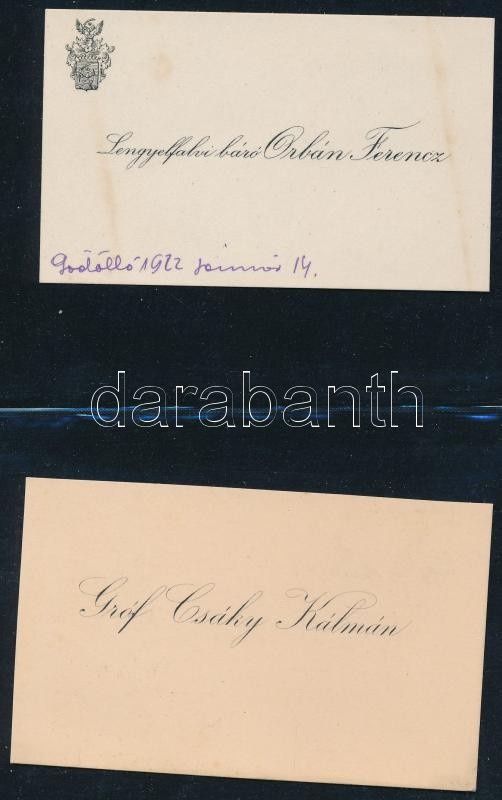 Lengyelfalvi báró Orbán Ferencz
Gödöllő 1922 január 14.
darabanth
Gróf Csáky Kálmán